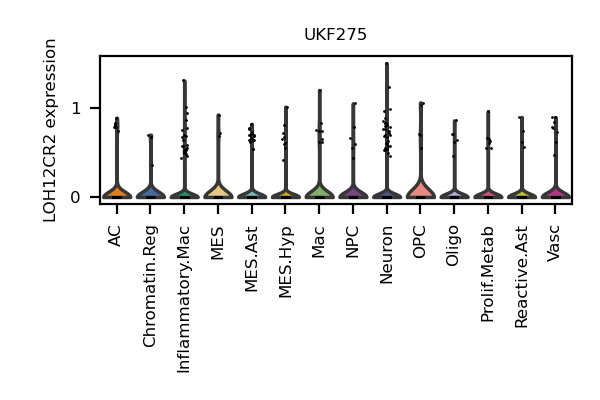 UKF275
LOH12CR2 expression
1
0
AC
Chromatin.Reg
Inflammatory.Mac
MES
MES.Ast
MES.Hyp
Mac
NPC
Neuron
OPC
Oligo
Prolif.Metab
Reactive.Ast
Vasc